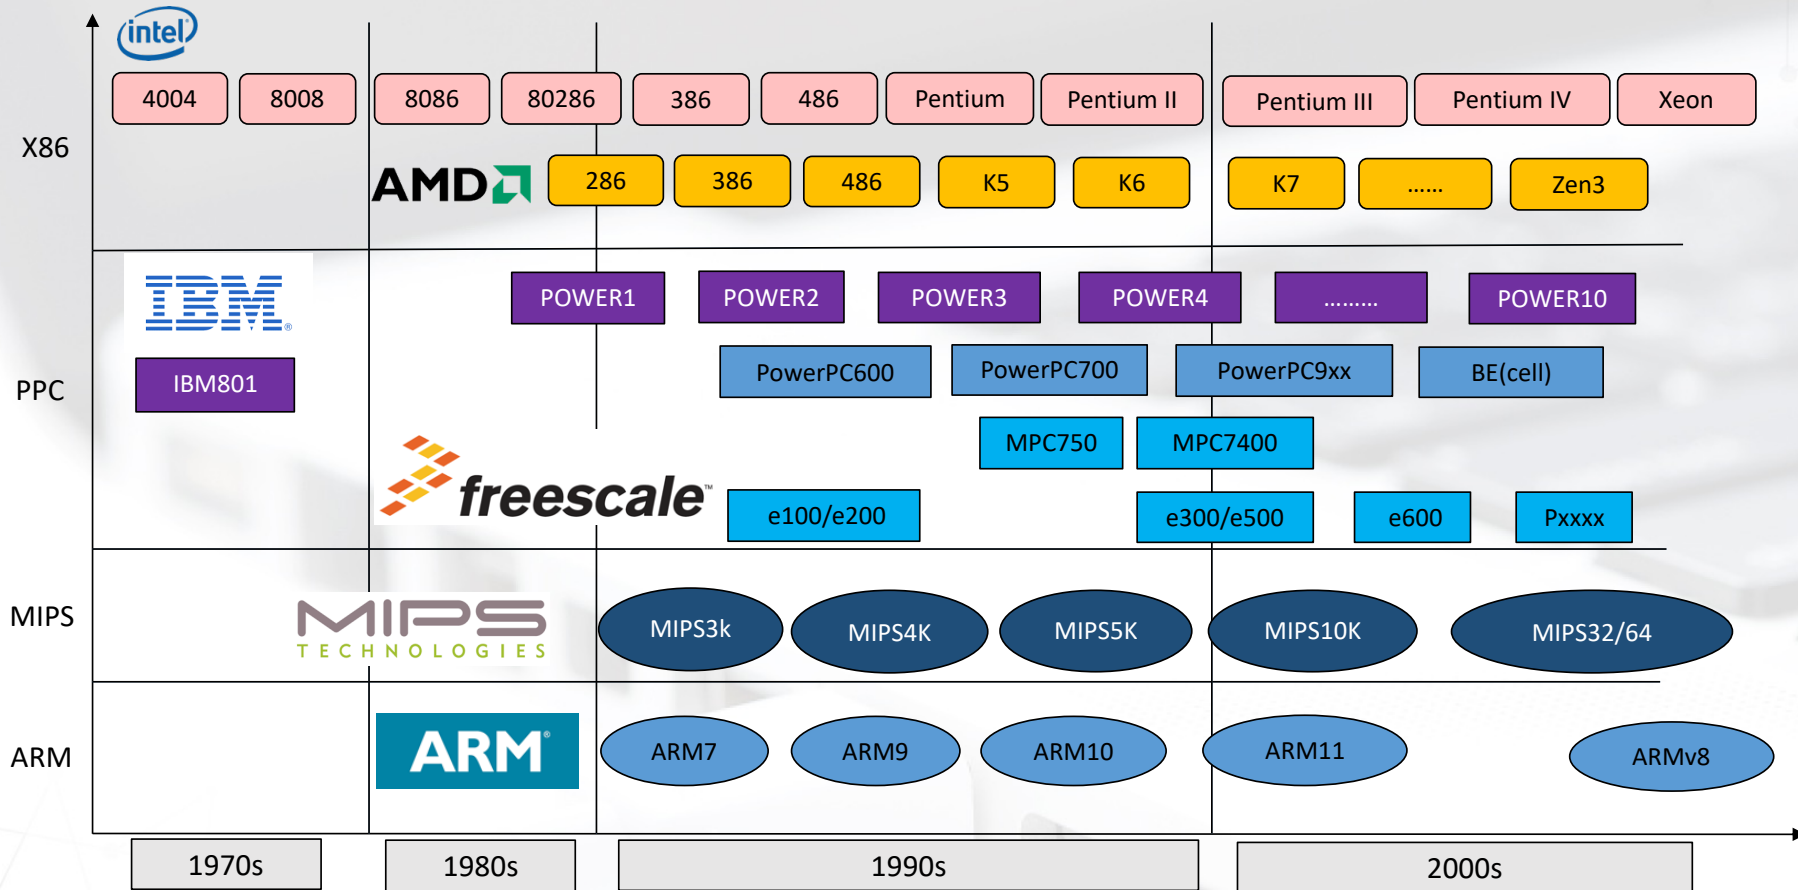 intel
4004 8008 8086 80286 386 486 Pentium Pentium II Pentium III Pentium IV Xeon
X86
AMD 286 386 486 K5 K6 K7 ...... Zen3
IBM®
POWER1 POWER2 POWER3 POWER4 ......... POWER10
PPC
IBM801 PowerPC600 PowerPC700 PowerPC9xx BE(cell)
MPC750 MPC7400
freescale™
e100/e200 e300/e500 e600 Pxxxx
MIPS
MIPS
TECHNOLOGIES
MIPS3k MIPS4K MIPS5K MIPS10K MIPS32/64
ARM
ARM®
ARM7 ARM9 ARM10 ARM11 ARMv8
1970s 1980s 1990s 2000s